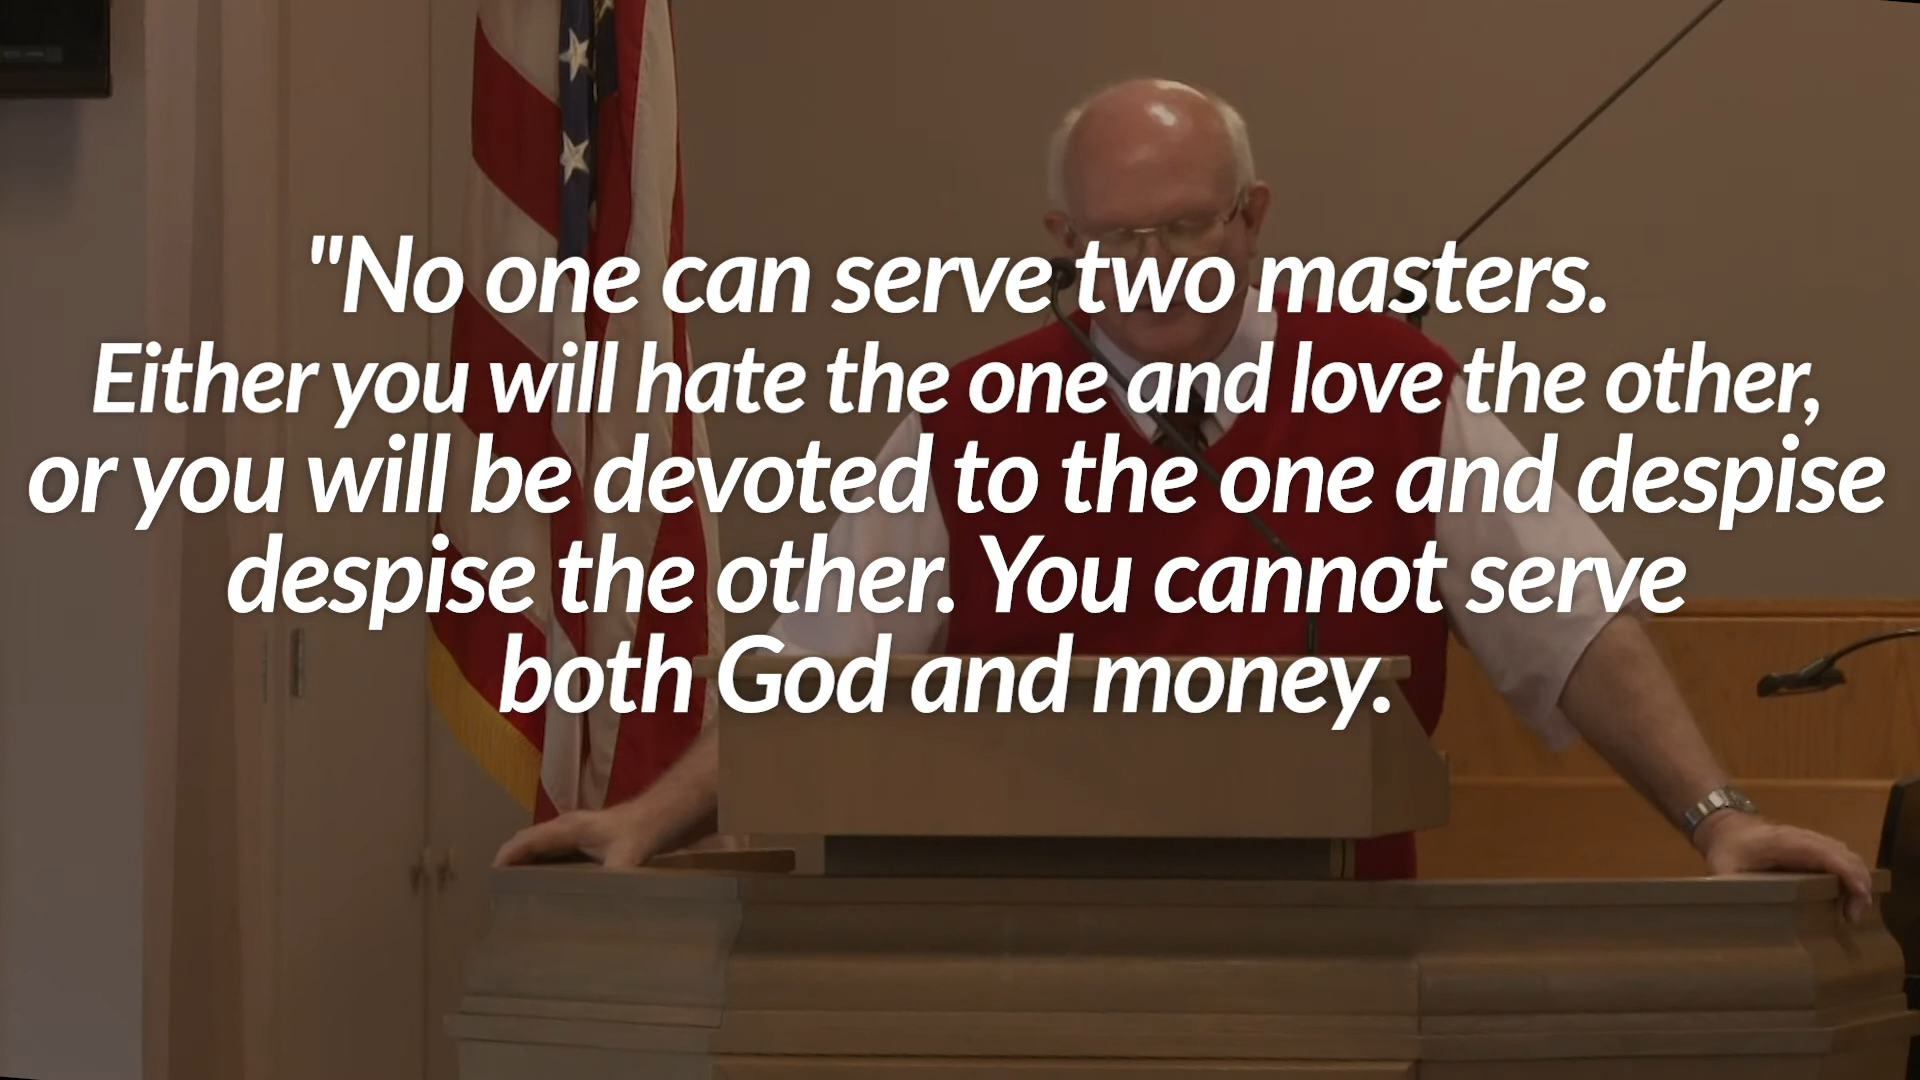 "No one can serve two masters.
Either you will hate the one and love the other,
or you will be devoted to the one and despise
despise the other. You cannot serve
both God and money.